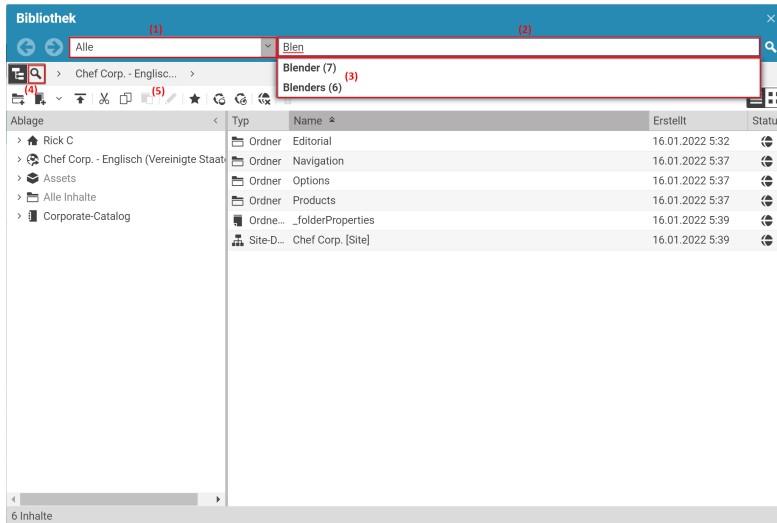 Bibliothek
(1)
(2)
Alle
Blen
Chef Corp. - Englisc...
Blender (7)
(3)
Blenders (6)
(4)
(5)
Ablage
Typ
Name
Erstellt
Statu
Rick C
Chef Corp. - Englisch (Vereinigte Staat
Assets
Alle Inhalte
Corporate-Catalog
Ordner Editorial 16.01.2022 5:32
Ordner Navigation 16.01.2022 5:37
Ordner Options 16.01.2022 5:37
Ordner Products 16.01.2022 5:37
Ordne... _folderProperties 16.01.2022 5:39
Site-D... Chef Corp. [Site] 16.01.2022 5:39
6 Inhalte